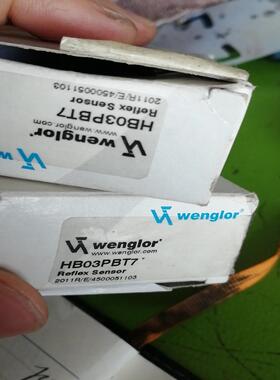 wenglor
www.wenglor.com
HB03PBT7
Reflex Sensor
2011R/E/4500051103
wenglor
wenglor
HB03PBT7
Reflex Sensor
2011R/E/4500051103